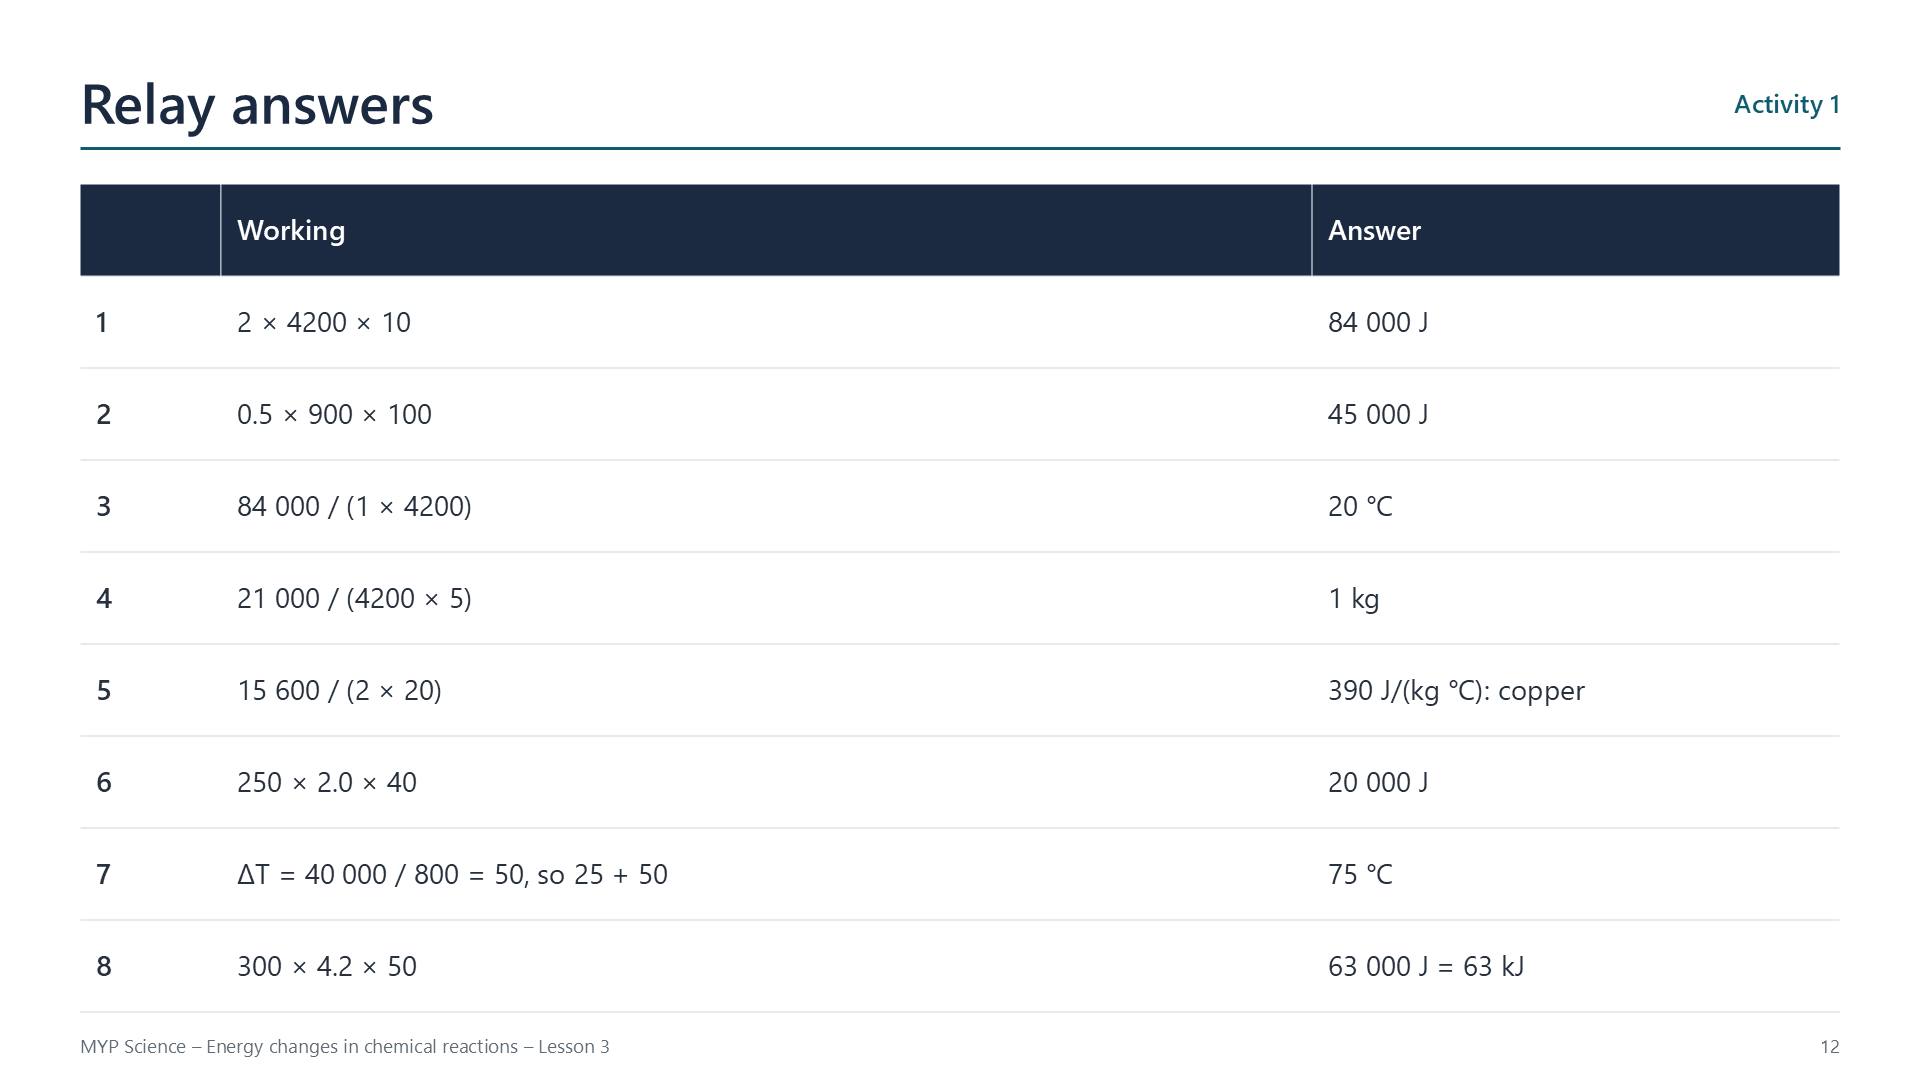 Relay answers
Activity 1
Working Answer
1 2 × 4200 × 10 84 000 J
2 0.5 × 900 × 100 45 000 J
3 84 000 / (1 × 4200) 20 °C
4 21 000 / (4200 × 5) 1 kg
5 15 600 / (2 × 20) 390 J/(kg °C): copper
6 250 × 2.0 × 40 20 000 J
7 ΔT = 40 000 / 800 = 50, so 25 + 50 75 °C
8 300 × 4.2 × 50 63 000 J = 63 kJ
MYP Science – Energy changes in chemical reactions – Lesson 3 12